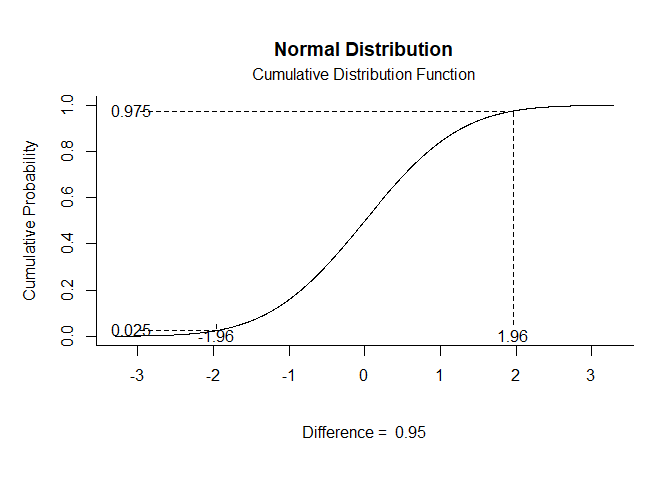 Normal Distribution
Cumulative Distribution Function
Cumulative Probability
1.0
0.8
0.6
0.4
0.2
0.0
0.975
0.025
-1.96
1.96
-3 -2 -1 0 1 2 3
Difference = 0.95